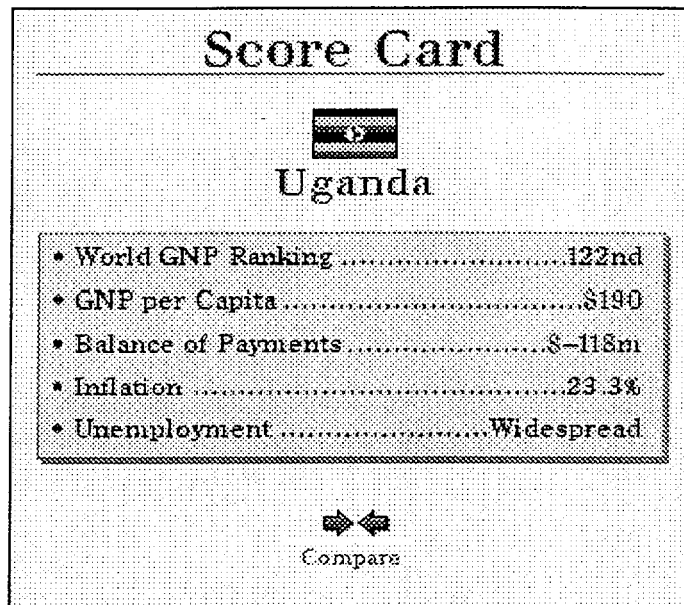 Score Card
Uganda
• World GNP Ranking ..........................122nd
• GNP per Capita ..................................$190
• Balance of Payments .......................$-118m
• Inflation ...........................................23.3%
• Unemployment .......................Widespread
Compare